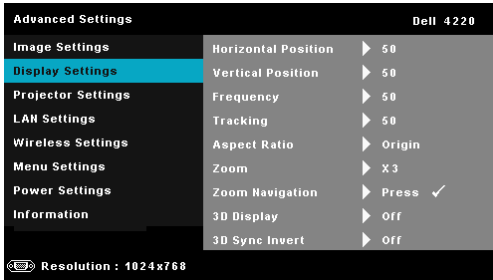 Advanced Settings Dell 4220
Image Settings Horizontal Position 50
Display Settings Vertical Position 50
Projector Settings Frequency 50
LAN Settings Tracking 50
Wireless Settings Aspect Ratio Origin
Menu Settings Zoom X3
Power Settings Zoom Navigation Press ✓
Information 3D Display Off
3D Sync Invert Off
Resolution : 1024x768